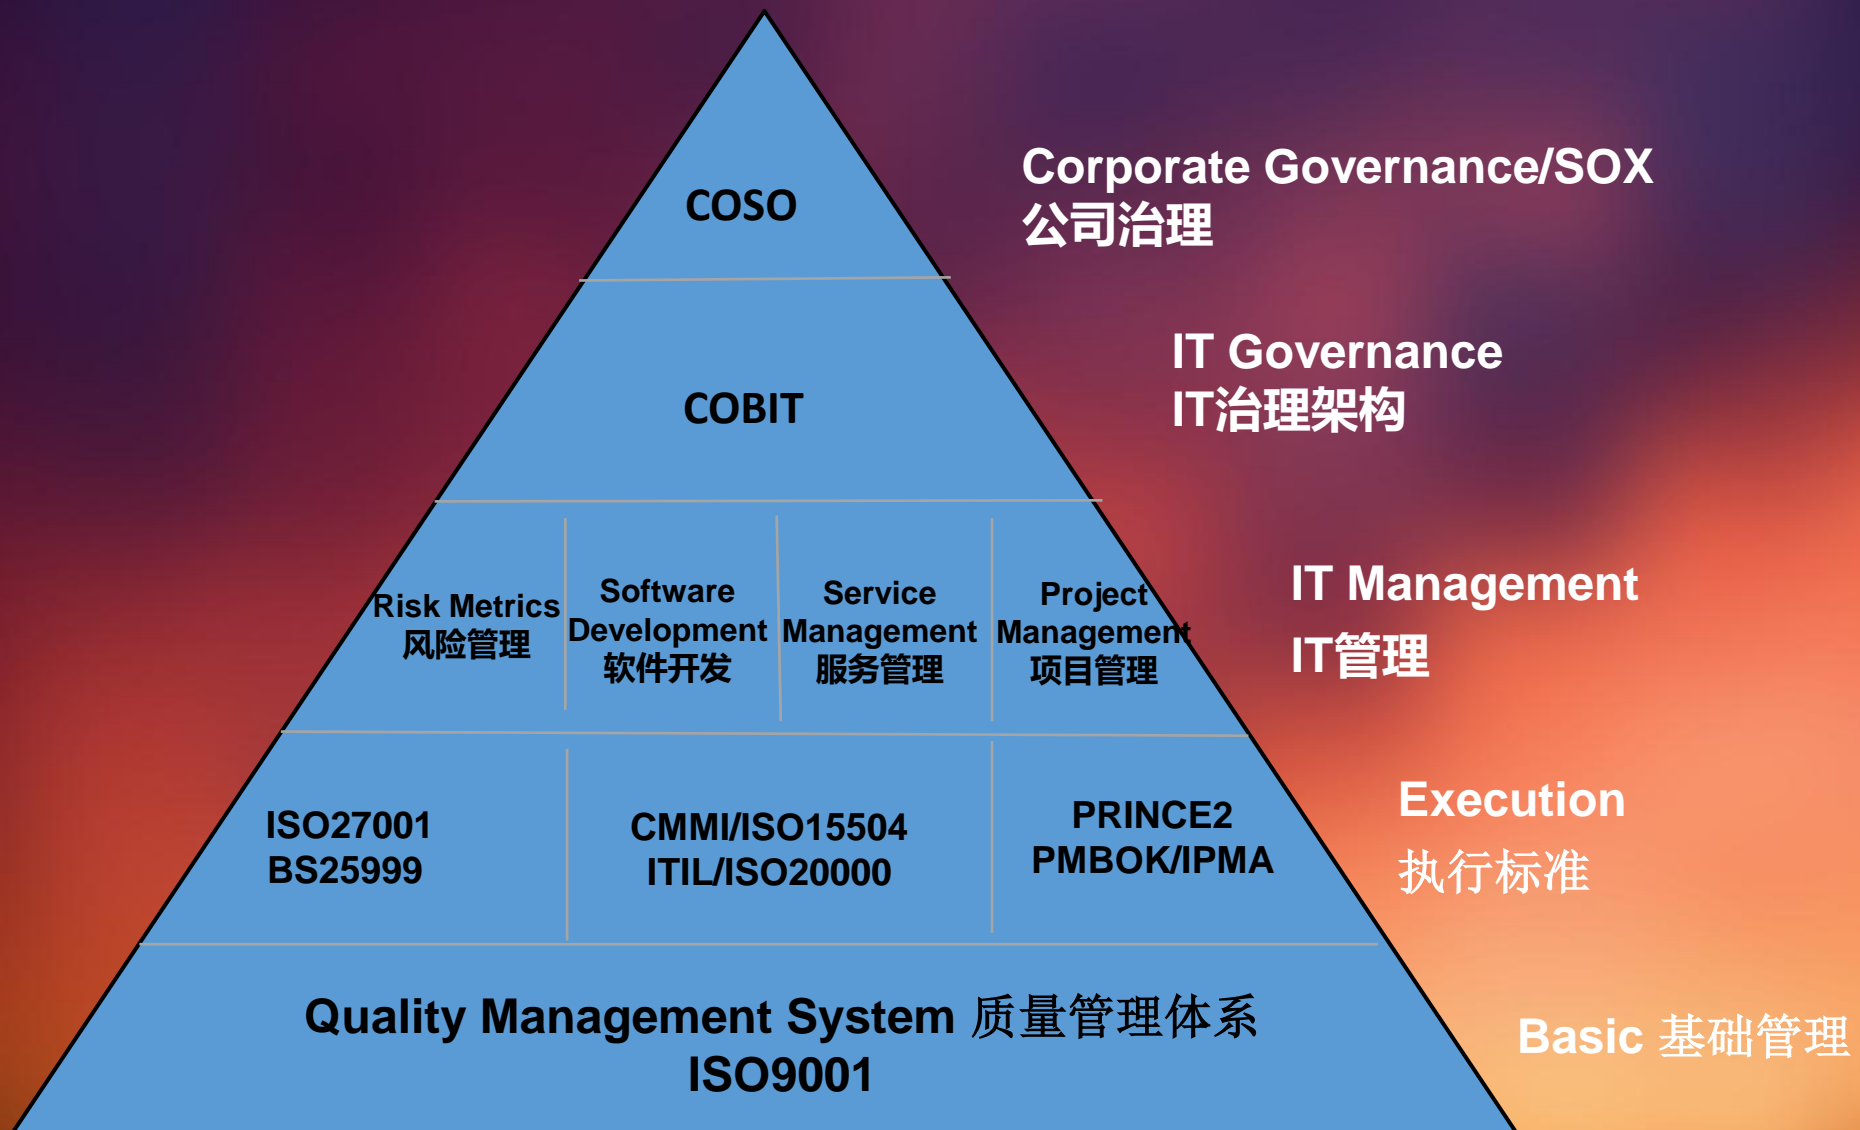 COSO
Corporate Governance/SOX
公司治理
COBIT
IT Governance
IT治理架构
Risk Metrics
风险管理
Software
Development
软件开发
Service
Management
服务管理
Project
Management
项目管理
IT Management
IT管理
ISO27001
BS25999
CMMI/ISO15504
ITIL/ISO20000
PRINCE2
PMBOK/IPMA
Execution
执行标准
Quality Management System 质量管理体系
ISO9001
Basic 基础管理